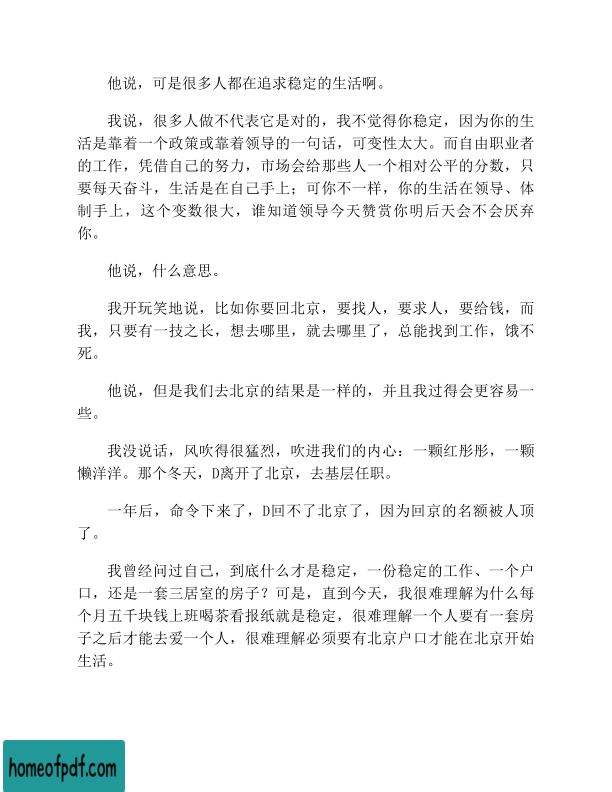 他说，可是很多人都在追求稳定的生活啊。
我说，很多人做不代表它是对的，我不觉得你稳定，因为你的生
活是靠着一个政策或靠着领导的一句话，可变性太大。而自由职业者
的工作，凭借自己的努力，市场会给那些人一个相对公平的分数，只
要每天奋斗，生活是在自己手上；可你不一样，你的生活在领导、体
制手上，这个变数很大，谁知道领导今天赞赏你明后天会不会厌弃
你。
他说，什么意思。
我开玩笑地说，比如你要回北京，要找人，要求人，要给钱，而
我，只要有一技之长，想去哪里，就去哪里了，总能找到工作，饿不
死。
他说，但是我们去北京的结果是一样的，并且我过得会更容易一
些。
我没说话，风吹得很猛烈，吹进我们的内心：一颗红彤彤，一颗
懒洋洋。那个冬天，D离开了北京，去基层任职。
一年后，命令下来了，D回不了北京了，因为回京的名额被人顶
了。
我曾经问过自己，到底什么才是稳定，一份稳定的工作、一个户
口，还是一套三居室的房子？可是，直到今天，我很难理解为什么每
个月五千块钱上班喝茶看报纸就是稳定，很难理解一个人要有一套房
子之后才能去爱一个人，很难理解必须要有北京户口才能在北京开始
生活。
homeofpdf.com